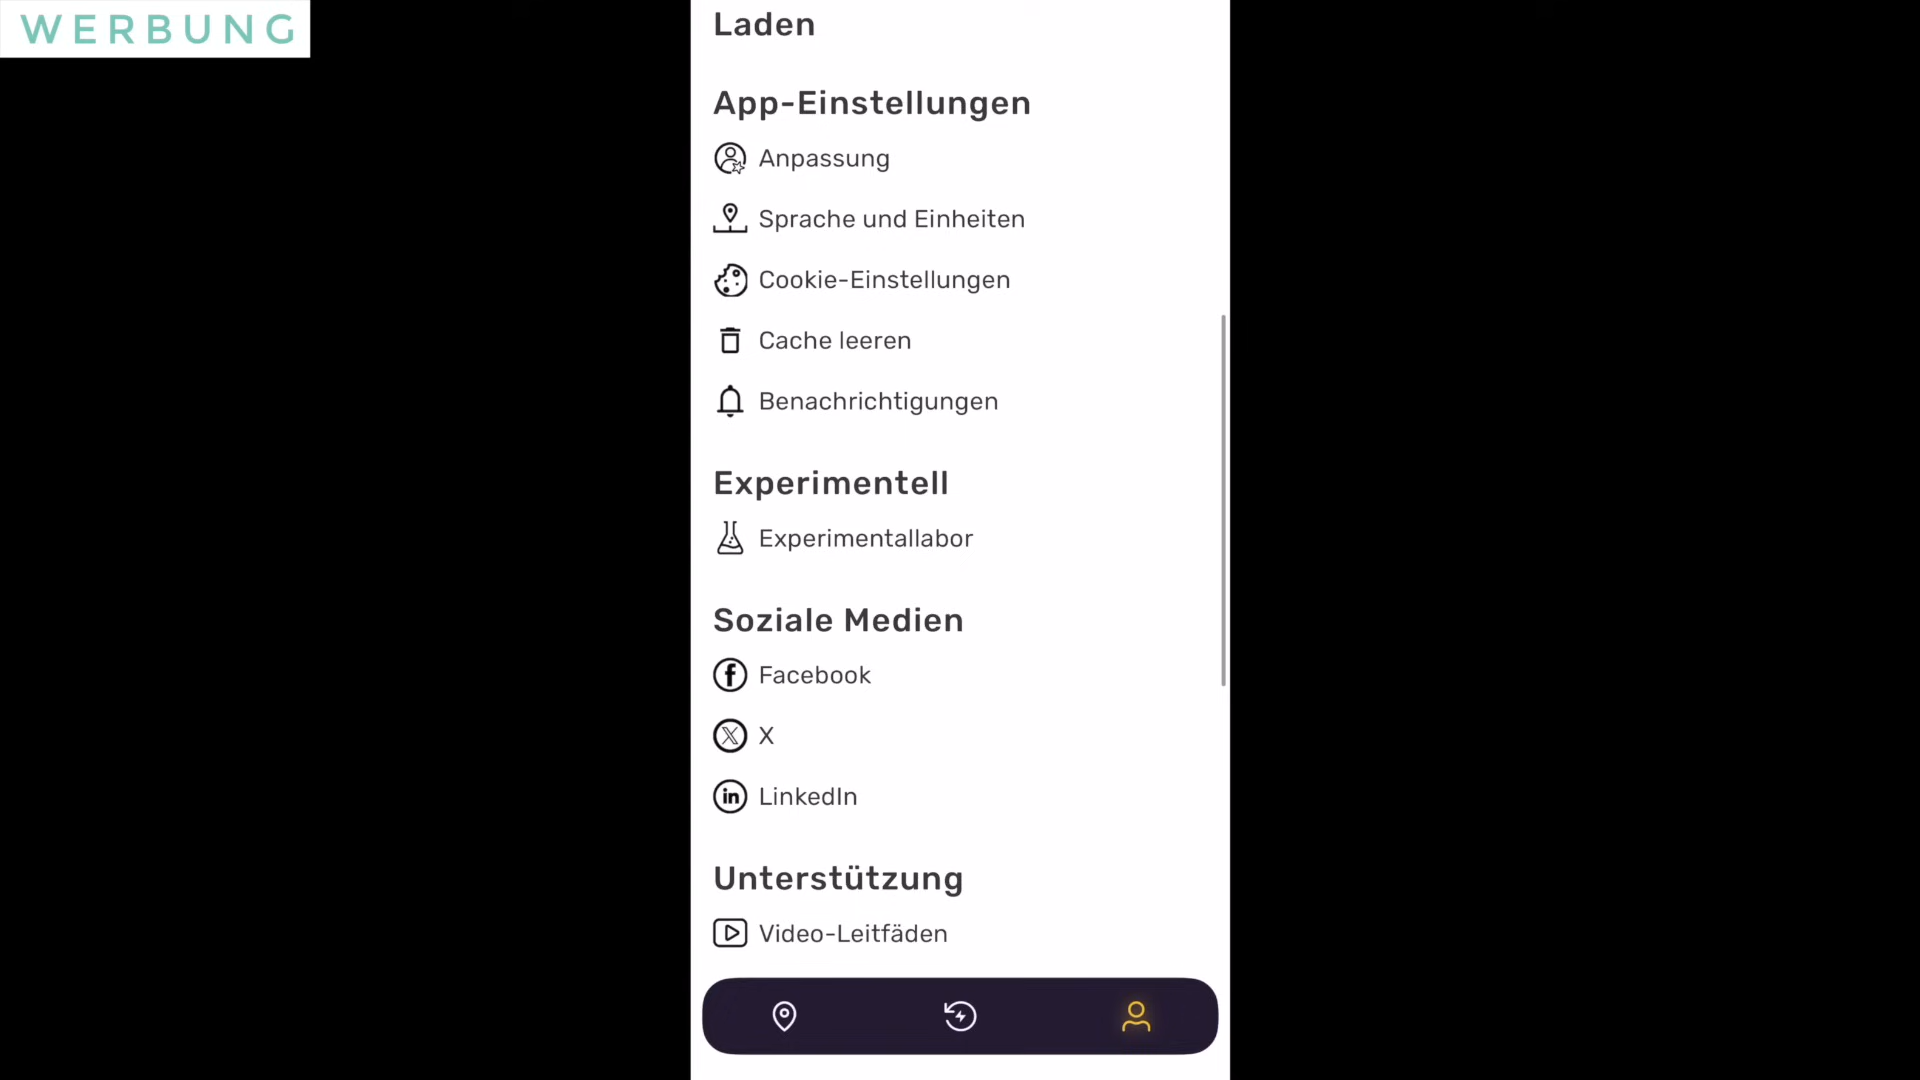 WERBUNG
Laden
App-Einstellungen
Anpassung
Sprache und Einheiten
Cookie-Einstellungen
Cache leeren
Benachrichtigungen
Experimentell
Experimentallabor
Soziale Medien
Facebook
X
LinkedIn
Unterstützung
Video-Leitfäden